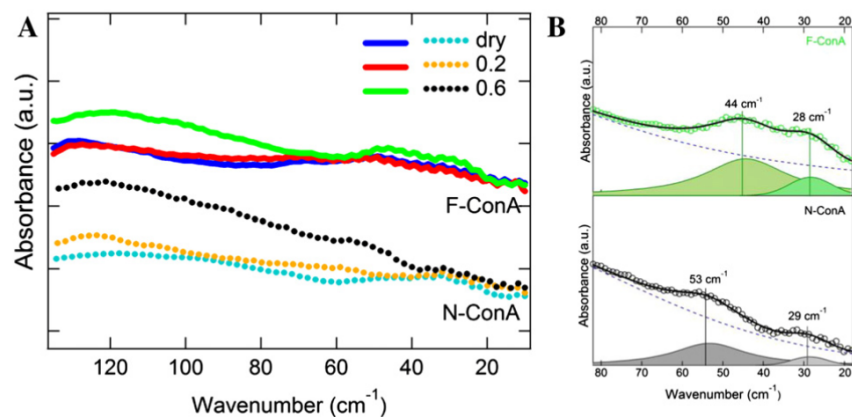 A
dry
0.2
0.6
F-ConA
N-ConA
Absorbance (a.u.)
120 100 80 60 40 20
Wavenumber (cm-1)
B
80 70 60 50 40 30 20
F-ConA
44 cm-1
28 cm-1
Absorbance (a.u.)
N-ConA
53 cm-1
29 cm-1
Absorbance (a.u.)
80 70 60 50 40 30 20
Wavenumber (cm-1)